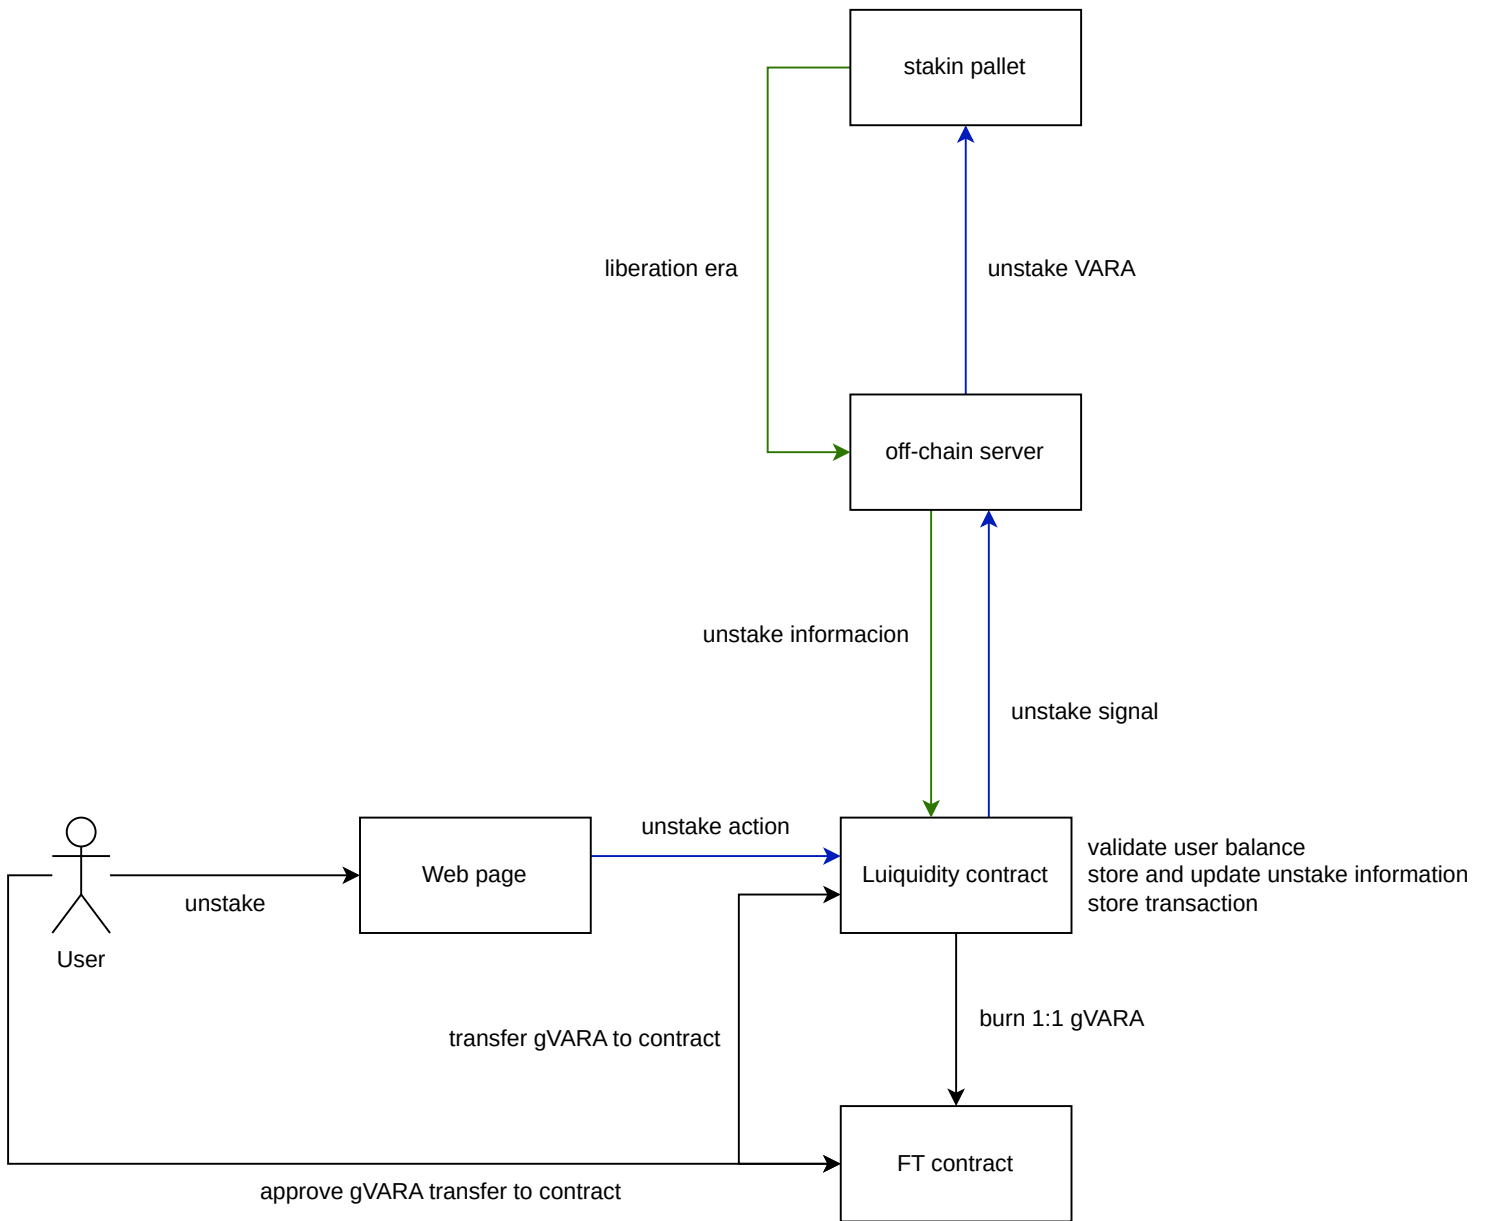 stakin pallet
liberation era
unstake VARA
off-chain server
unstake informacion
unstake signal
unstake action
Web page
Luiquidity contract
validate user balance
store and update unstake information
store transaction
unstake
User
burn 1:1 gVARA
transfer gVARA to contract
FT contract
approve gVARA transfer to contract